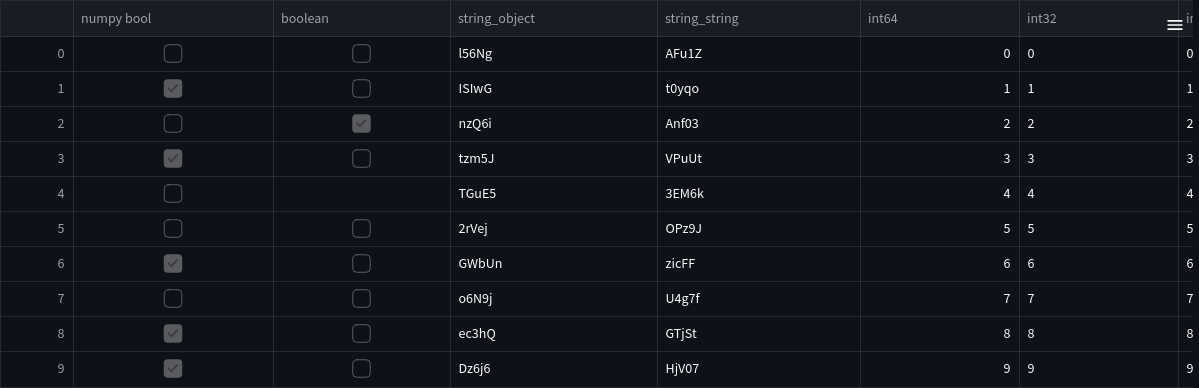 numpy bool boolean string_object string_string int64 int32
0 l56Ng AFu1Z 0 0 0
1 ISIwG t0yqo 1 1 1
2 nzQ6i Anf03 2 2 2
3 tzm5J VPuUt 3 3 3
4 TGuE5 3EM6k 4 4 4
5 2rVej OPz9J 5 5 5
6 GWbUn zicFF 6 6 6
7 o6N9j U4g7f 7 7 7
8 ec3hQ GTjSt 8 8 8
9 Dz6j6 HjV07 9 9 9